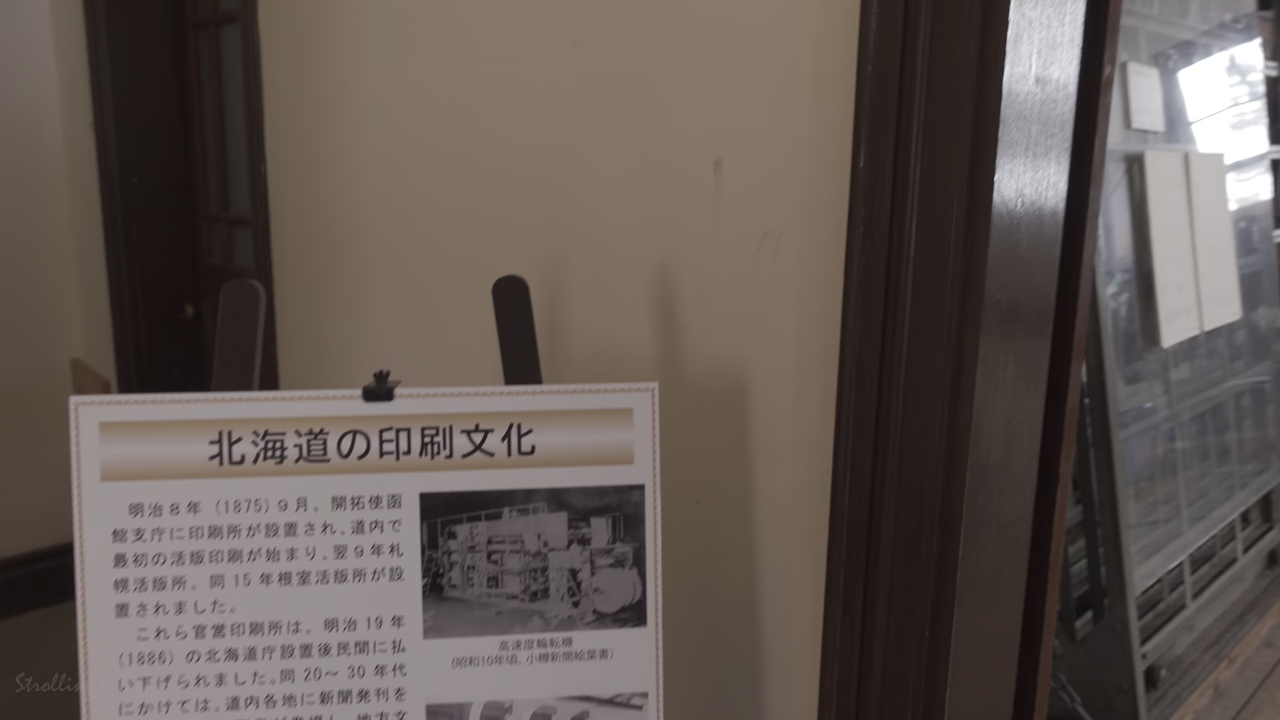 北海道の印刷文化
明治8年(1875)9月。開拓使函
館支庁に印刷所が設置され、道内で
最初の活版印刷が始まり、翌9年札
幌活版所。同15年根室活版所が設
置されました。
これら官営印刷所は。明治19年
(1886)の北海道庁設置後民間に払
い下げられました。同20〜30年代
にかけては、道内各地に新聞発刊を
高速度輪転機
(昭和10年頃。小樽新聞絵葉書)